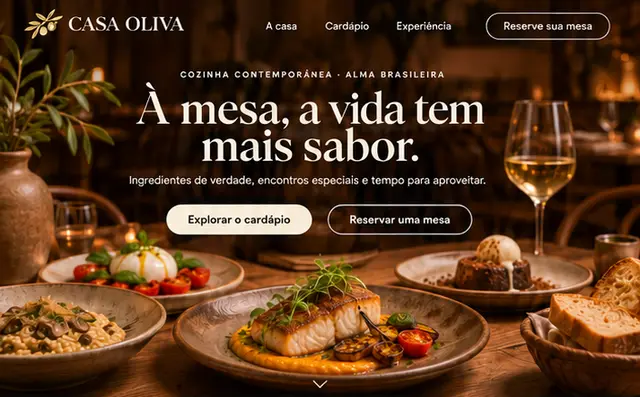 CASA OLIVA
A casa
Cardápio
Experiência
Reserve sua mesa
COZINHA CONTEMPORÂNEA · ALMA BRASILEIRA
À mesa, a vida tem
mais sabor.
Ingredientes de verdade, encontros especiais e tempo para aproveitar.
Explorar o cardápio
Reservar uma mesa